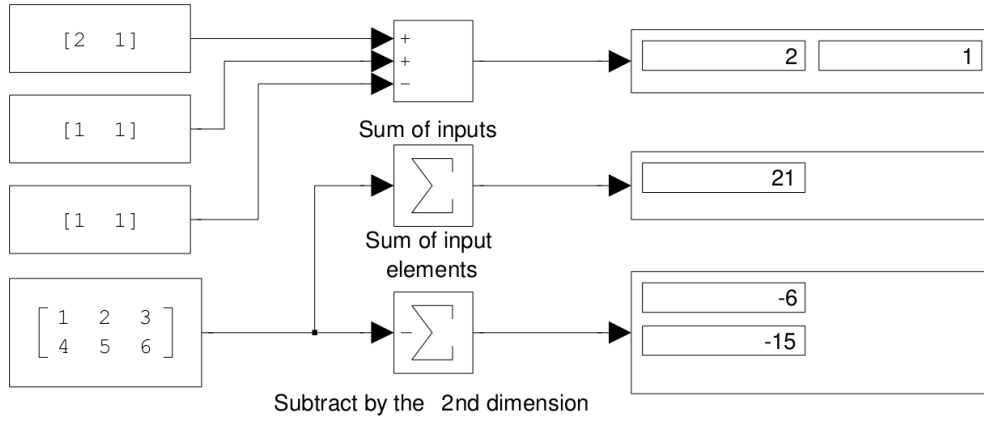 [2 1]
+
+
−
2 1
[1 1]
Sum of inputs
[1 1]
21
Sum of input
elements
1 2 3
4 5 6
−
-6
-15
Subtract by the 2nd dimension